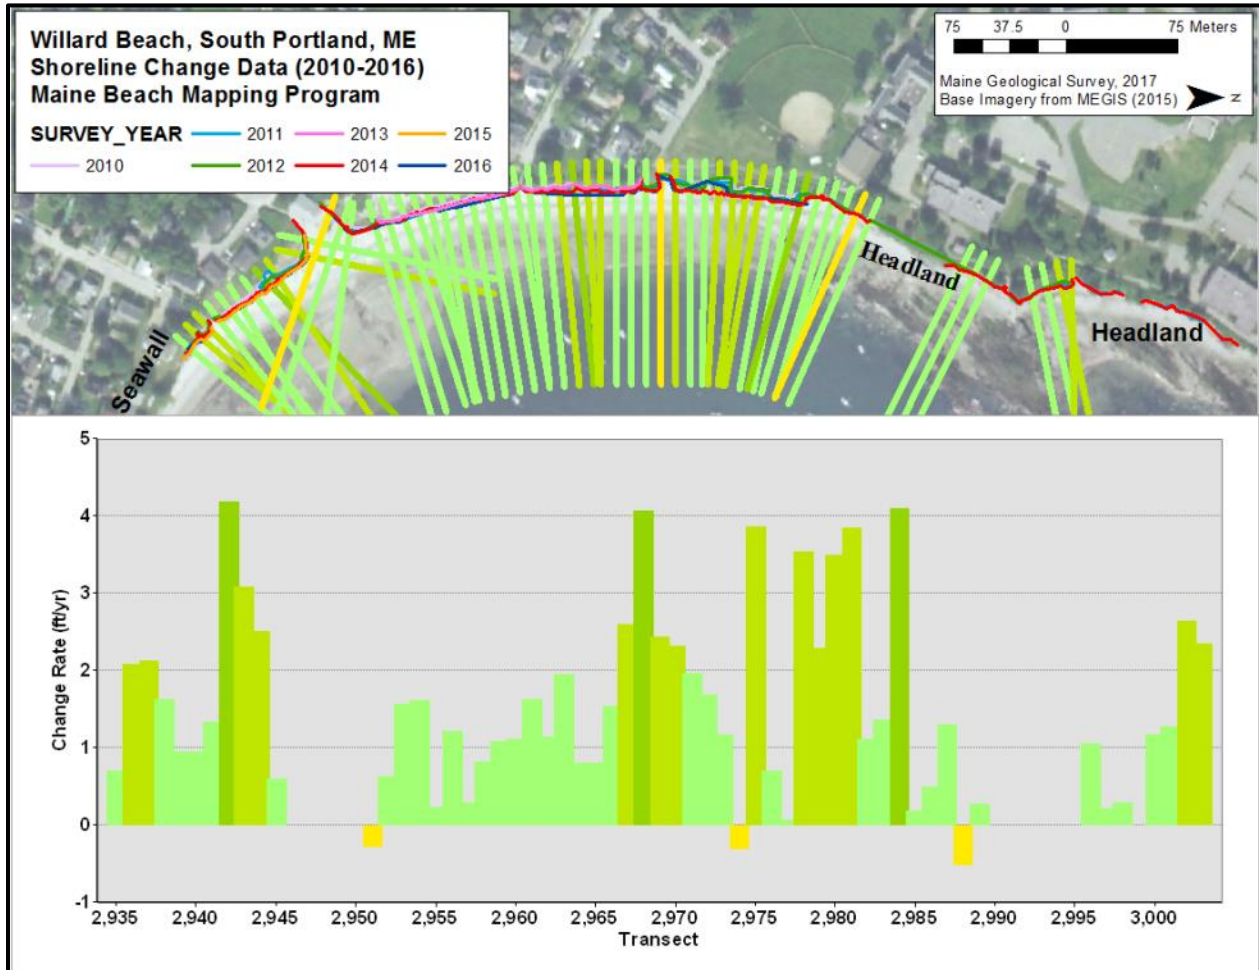 Willard Beach, South Portland, ME
Shoreline Change Data (2010-2016)
Maine Beach Mapping Program
SURVEY_YEAR 2011 2013 2015
2010 2012 2014 2016
75 37.5 0 75 Meters
Maine Geological Survey, 2017
Base Imagery from MEGIS (2015)
N
Seawall
Headland
Headland
5
4
3
2
1
0
-1
Change Rate (ft/yr)
2,935 2,940 2,945 2,950 2,955 2,960 2,965 2,970 2,975 2,980 2,985 2,990 2,995 3,000
Transect